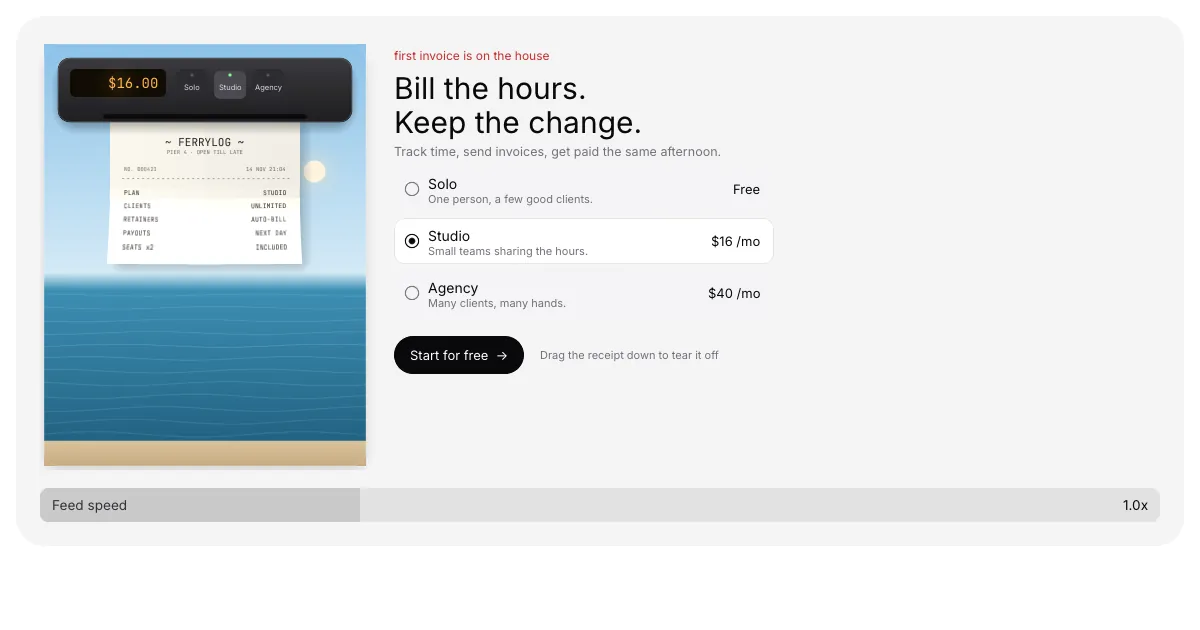 $16.00
Solo
Studio
Agency
~ FERRYLOG ~
PIER 4 · OPEN TILL LATE
NO. 000421 14 NOV 21:04
PLAN STUDIO
CLIENTS UNLIMITED
RETAINERS AUTO-BILL
PAYOUTS NEXT DAY
SEATS x2 INCLUDED
first invoice is on the house
Bill the hours.
Keep the change.
Track time, send invoices, get paid the same afternoon.
Solo Free
One person, a few good clients.
Studio $16 /mo
Small teams sharing the hours.
Agency $40 /mo
Many clients, many hands.
Start for free →
Drag the receipt down to tear it off
Feed speed 1.0x